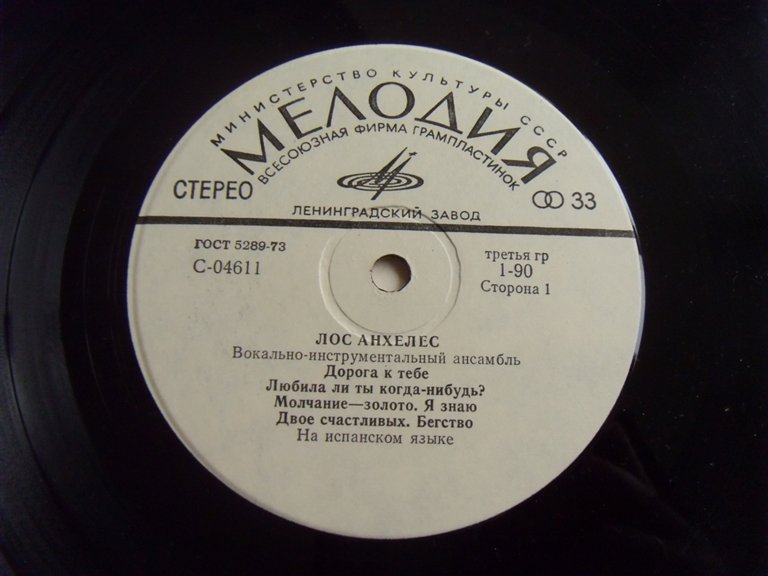 МИНИСТЕРСТВО КУЛЬТУРЫ СССР
МЕЛОДИЯ
ВСЕСОЮЗНАЯ ФИРМА ГРАМПЛАСТИНОК
СТЕРЕО
33
ЛЕНИНГРАДСКИЙ ЗАВОД
ГОСТ 5289-73
С-04611
третья гр
1-90
Сторона 1
ЛОС АНХЕЛЕС
Вокально-инструментальный ансамбль
Дорога к тебе
Любила ли ты когда-нибудь?
Молчание—золото. Я знаю
Двое счастливых. Бегство
На испанском языке